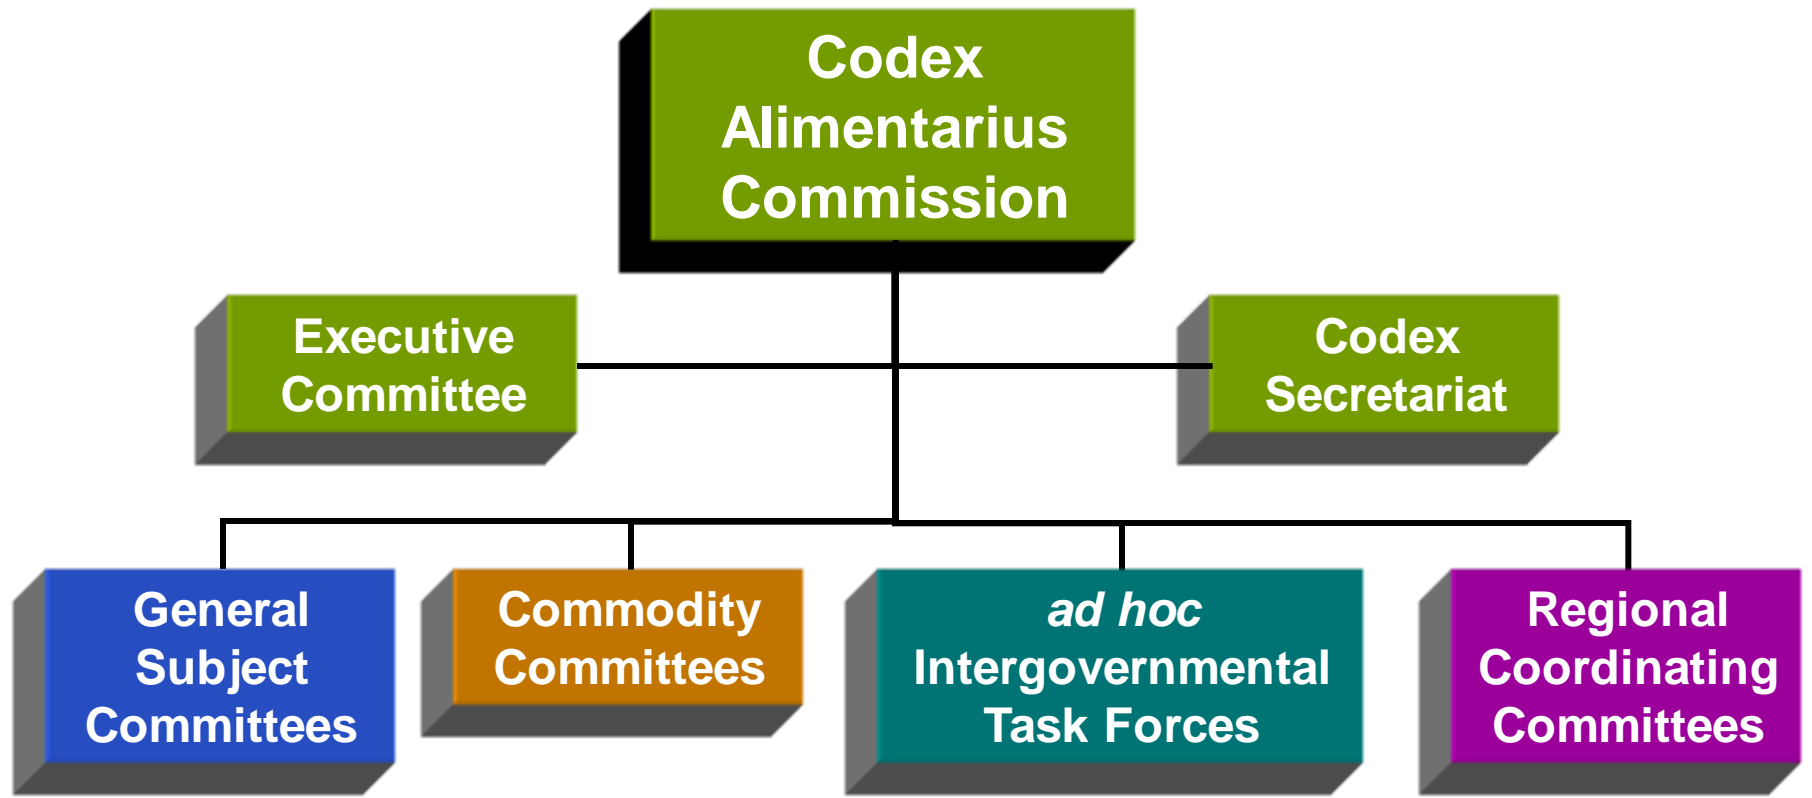 Codex
Alimentarius
Commission
Executive
Committee
Codex
Secretariat
General
Subject
Committees
Commodity
Committees
ad hoc
Intergovernmental
Task Forces
Regional
Coordinating
Committees